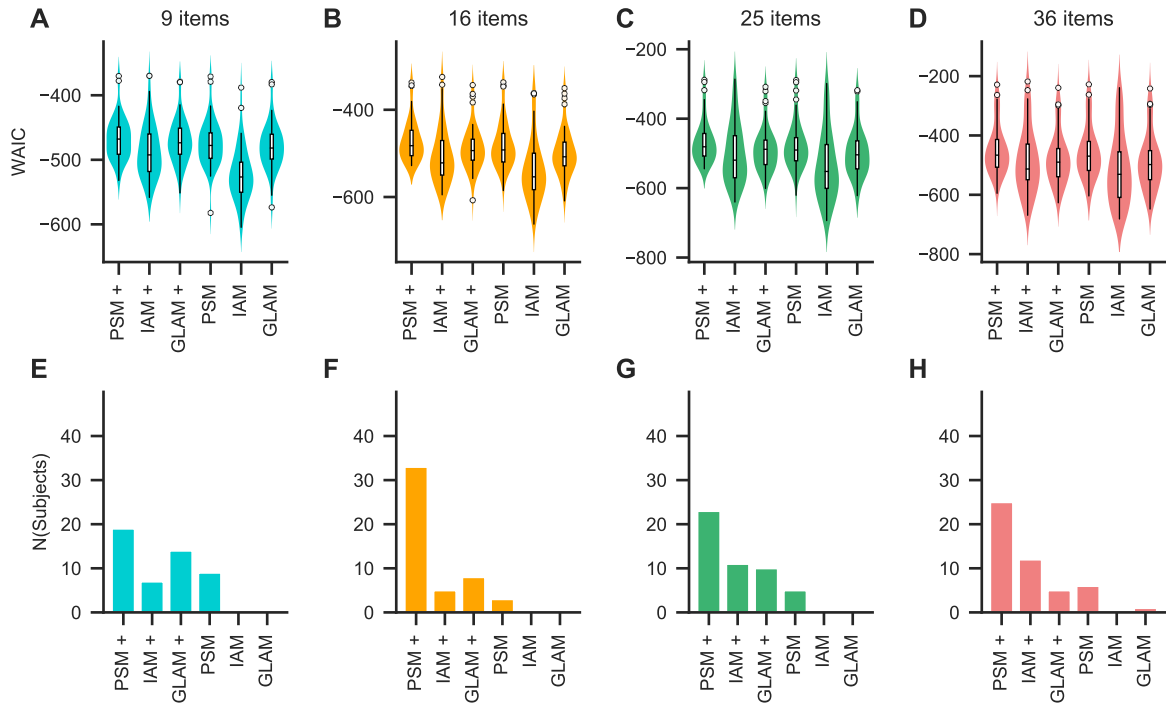 A 9 items
B 16 items
C 25 items
D 36 items
WAIC
−400
−500
−600
PSM +
IAM +
GLAM +
PSM
IAM
GLAM
−400
−600
PSM +
IAM +
GLAM +
PSM
IAM
GLAM
−200
−400
−600
−800
PSM +
IAM +
GLAM +
PSM
IAM
GLAM
−200
−400
−600
−800
PSM +
IAM +
GLAM +
PSM
IAM
GLAM
E
F
G
H
N(Subjects)
40
30
20
10
0
PSM +
IAM +
GLAM +
PSM
IAM
GLAM
40
30
20
10
0
PSM +
IAM +
GLAM +
PSM
IAM
GLAM
40
30
20
10
0
PSM +
IAM +
GLAM +
PSM
IAM
GLAM
40
30
20
10
0
PSM +
IAM +
GLAM +
PSM
IAM
GLAM